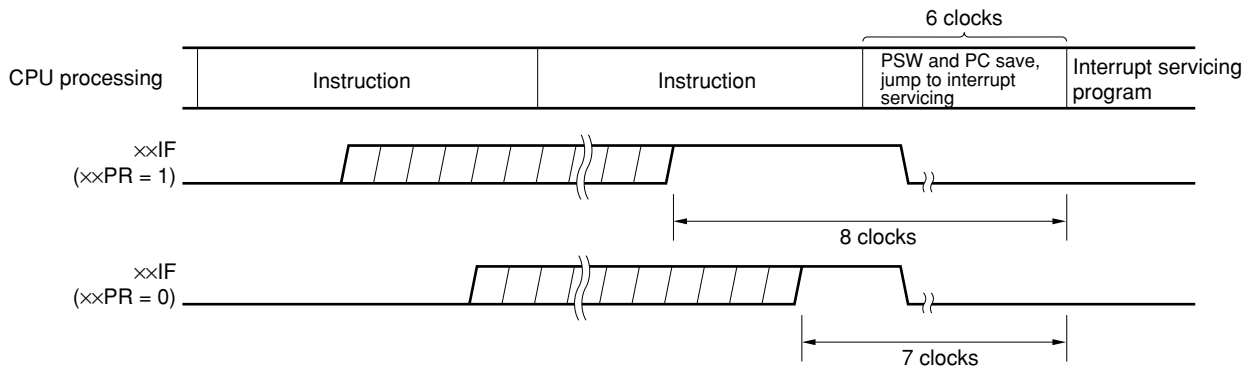 6 clocks
CPU processing
Instruction
Instruction
PSW and PC save,
jump to interrupt
servicing
Interrupt servicing
program
××IF
(××PR = 1)
8 clocks
××IF
(××PR = 0)
7 clocks